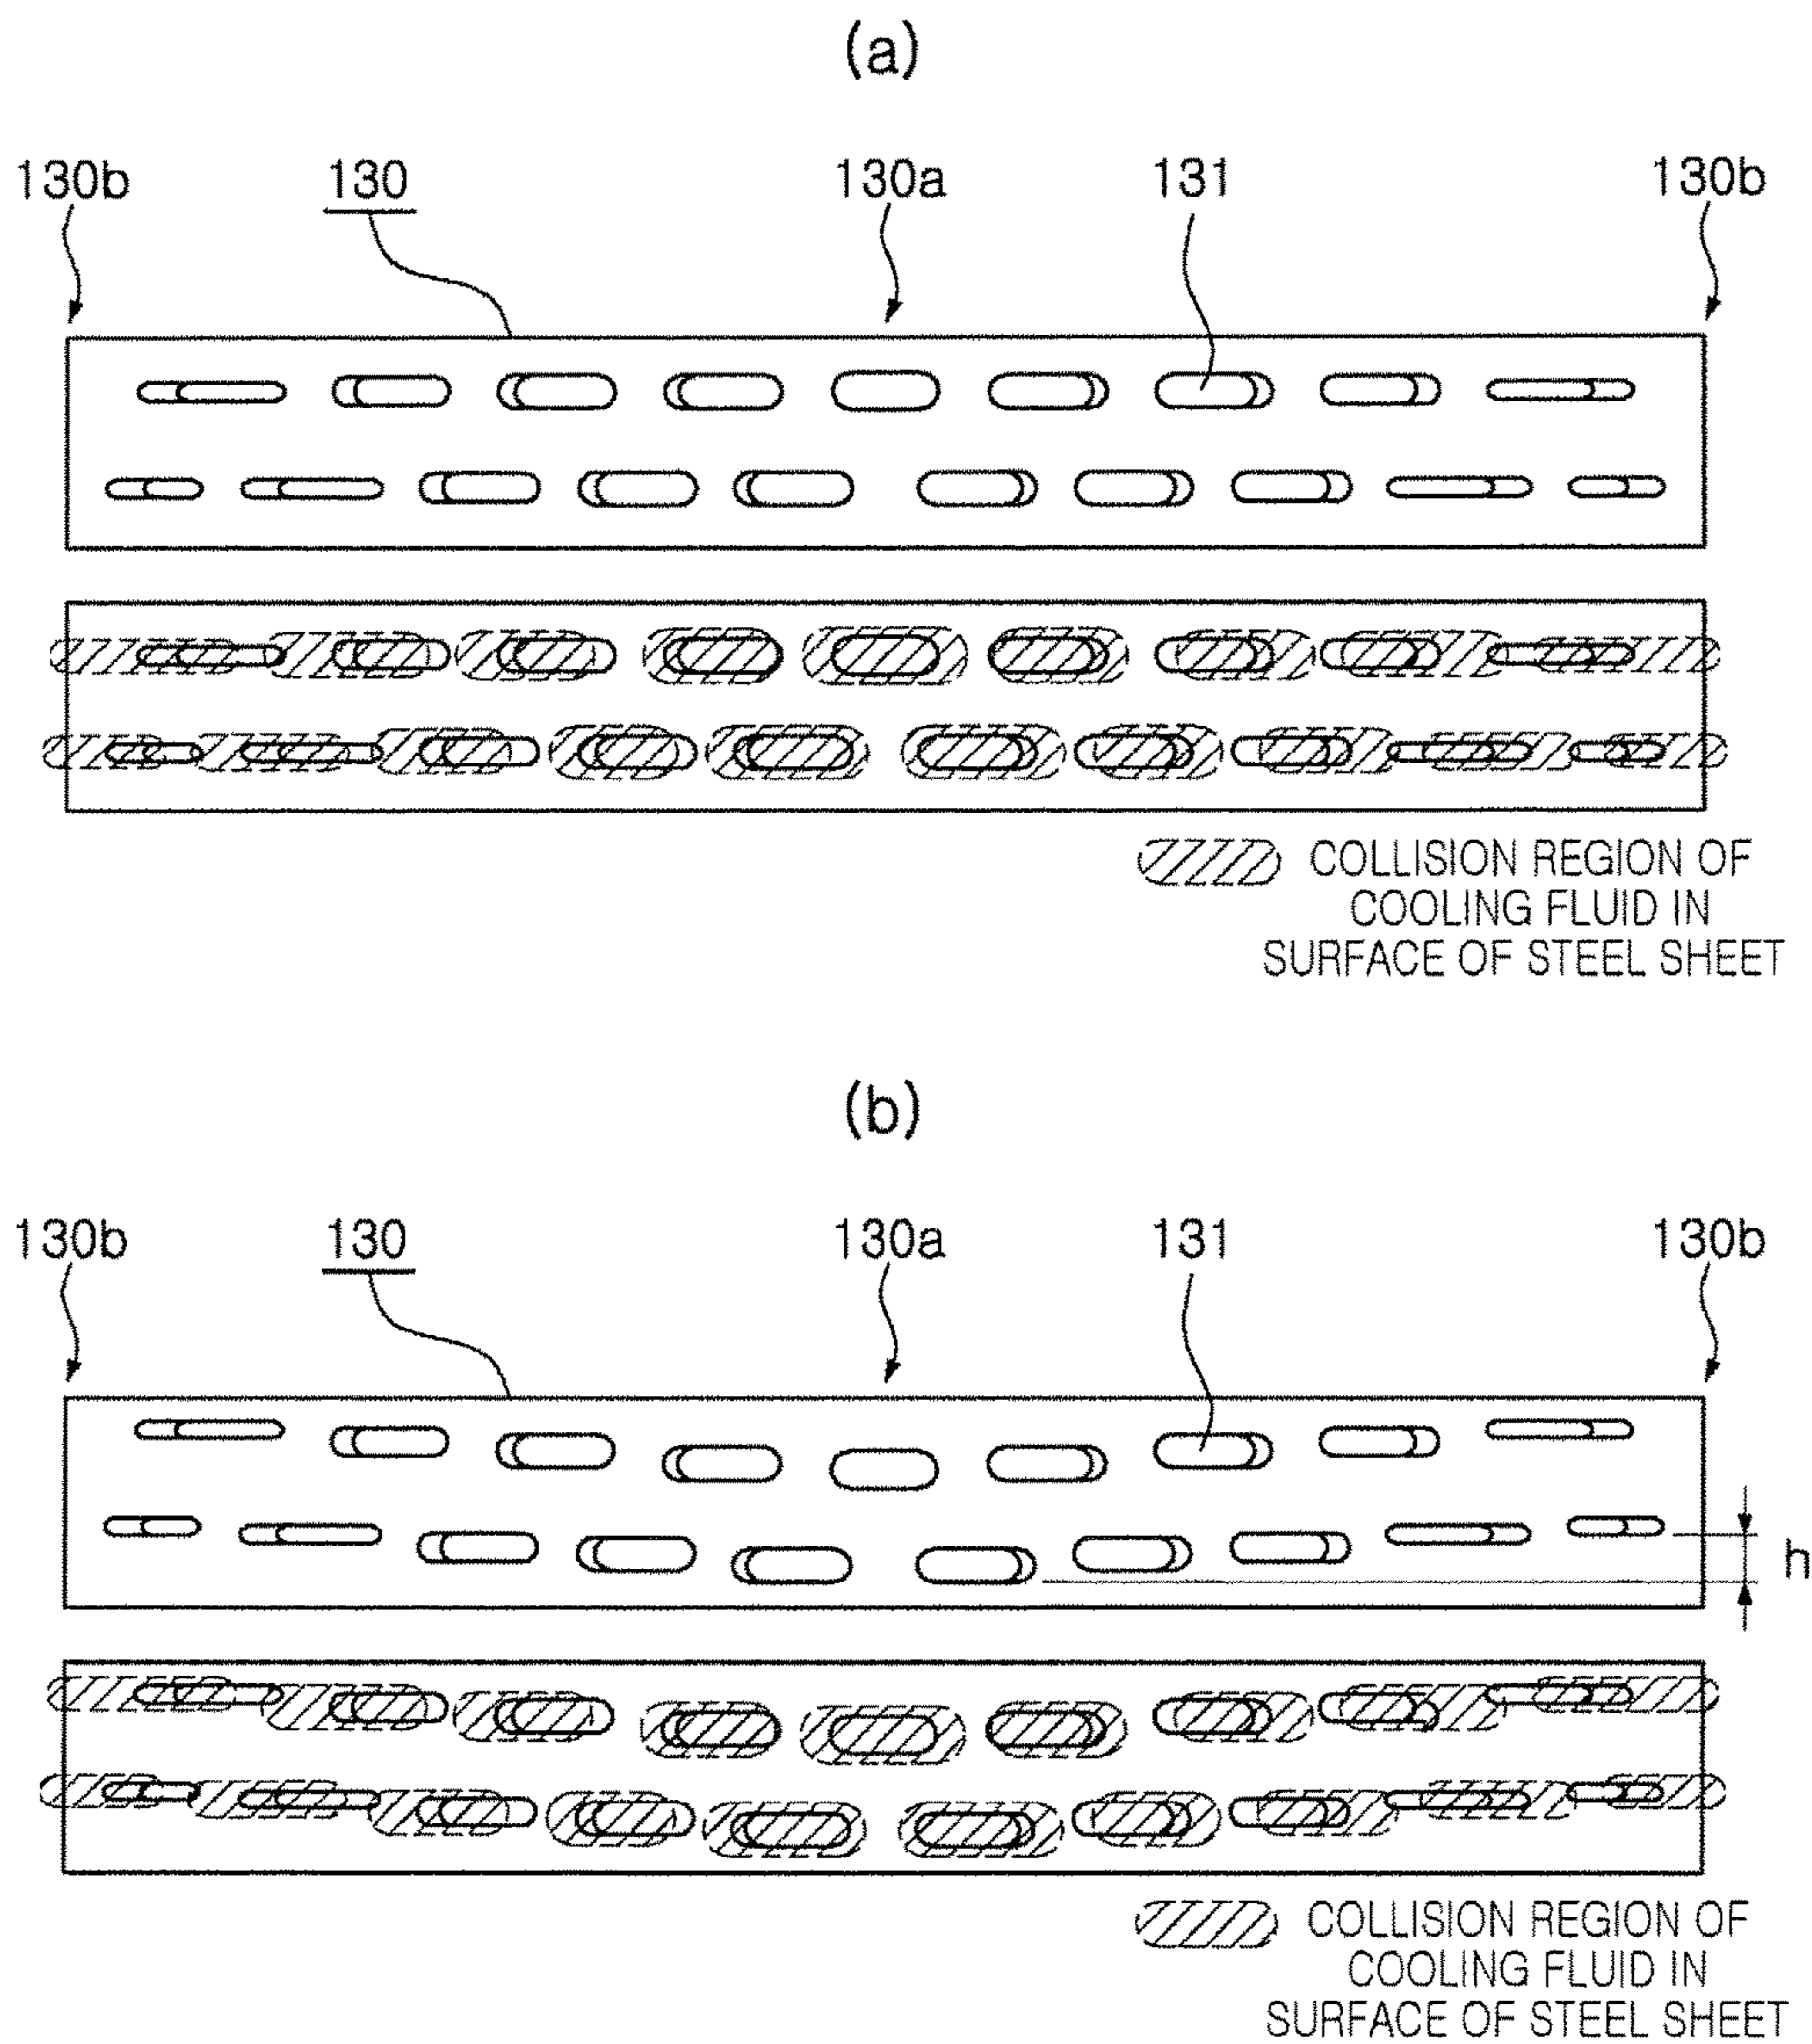 (a)
130b 130 130a 131 130b
COLLISION REGION OF
COOLING FLUID IN
SURFACE OF STEEL SHEET
(b)
130b 130 130a 131 130b
h
COLLISION REGION OF
COOLING FLUID IN
SURFACE OF STEEL SHEET